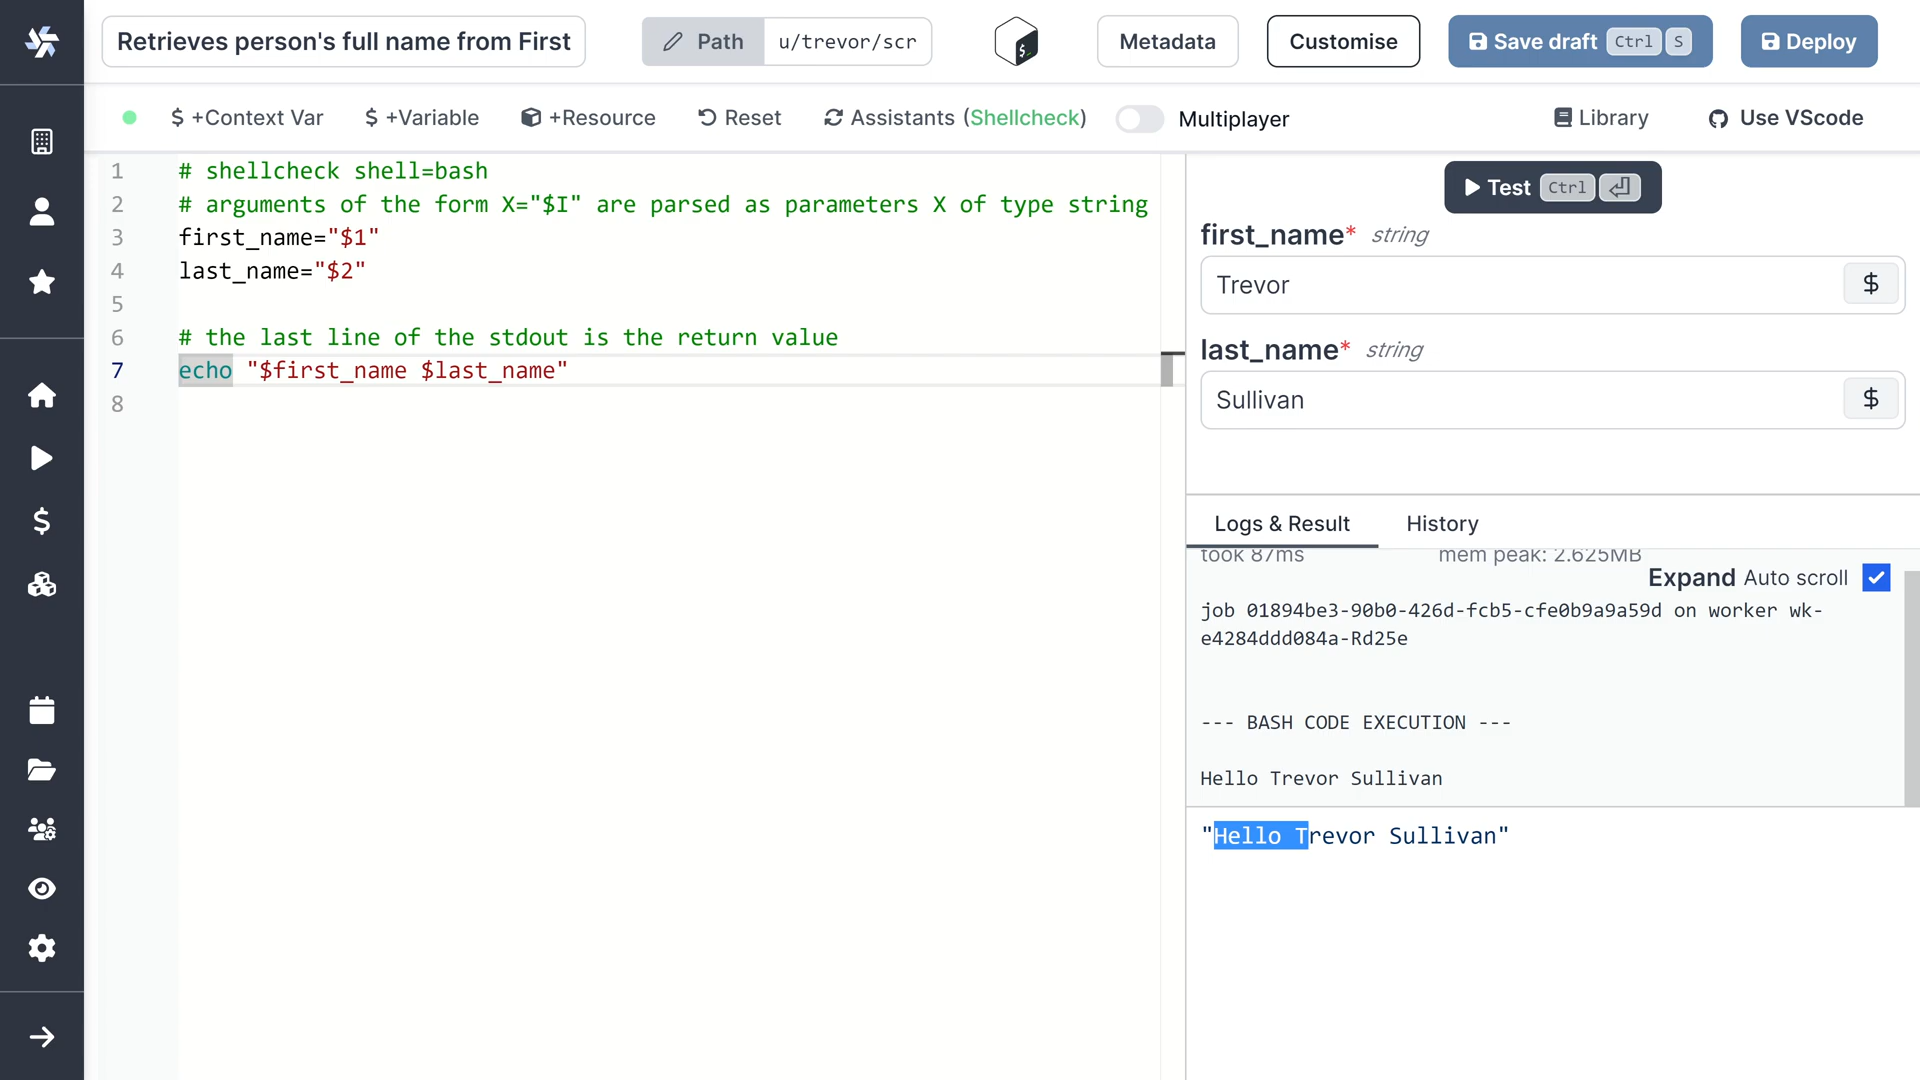 Retrieves person's full name from First
Path u/trevor/scr
Metadata
Customise
Save draft Ctrl S
Deploy
$ +Context Var
$ +Variable
+Resource
Reset
Assistants (Shellcheck)
Multiplayer
Library
Use VScode
1 # shellcheck shell=bash
2 # arguments of the form X="$I" are parsed as parameters X of type string
3 first_name="$1"
4 last_name="$2"
5
6 # the last line of the stdout is the return value
7 echo "$first_name $last_name"
8
Test Ctrl
first_name* string
Trevor $
last_name* string
Sullivan $
Logs & Result History
took 87ms mem peak: 2.625MB
Expand Auto scroll
job 01894be3-90b0-426d-fcb5-cfe0b9a9a59d on worker wk-
e4284ddd084a-Rd25e
--- BASH CODE EXECUTION ---
Hello Trevor Sullivan
"Hello Trevor Sullivan"